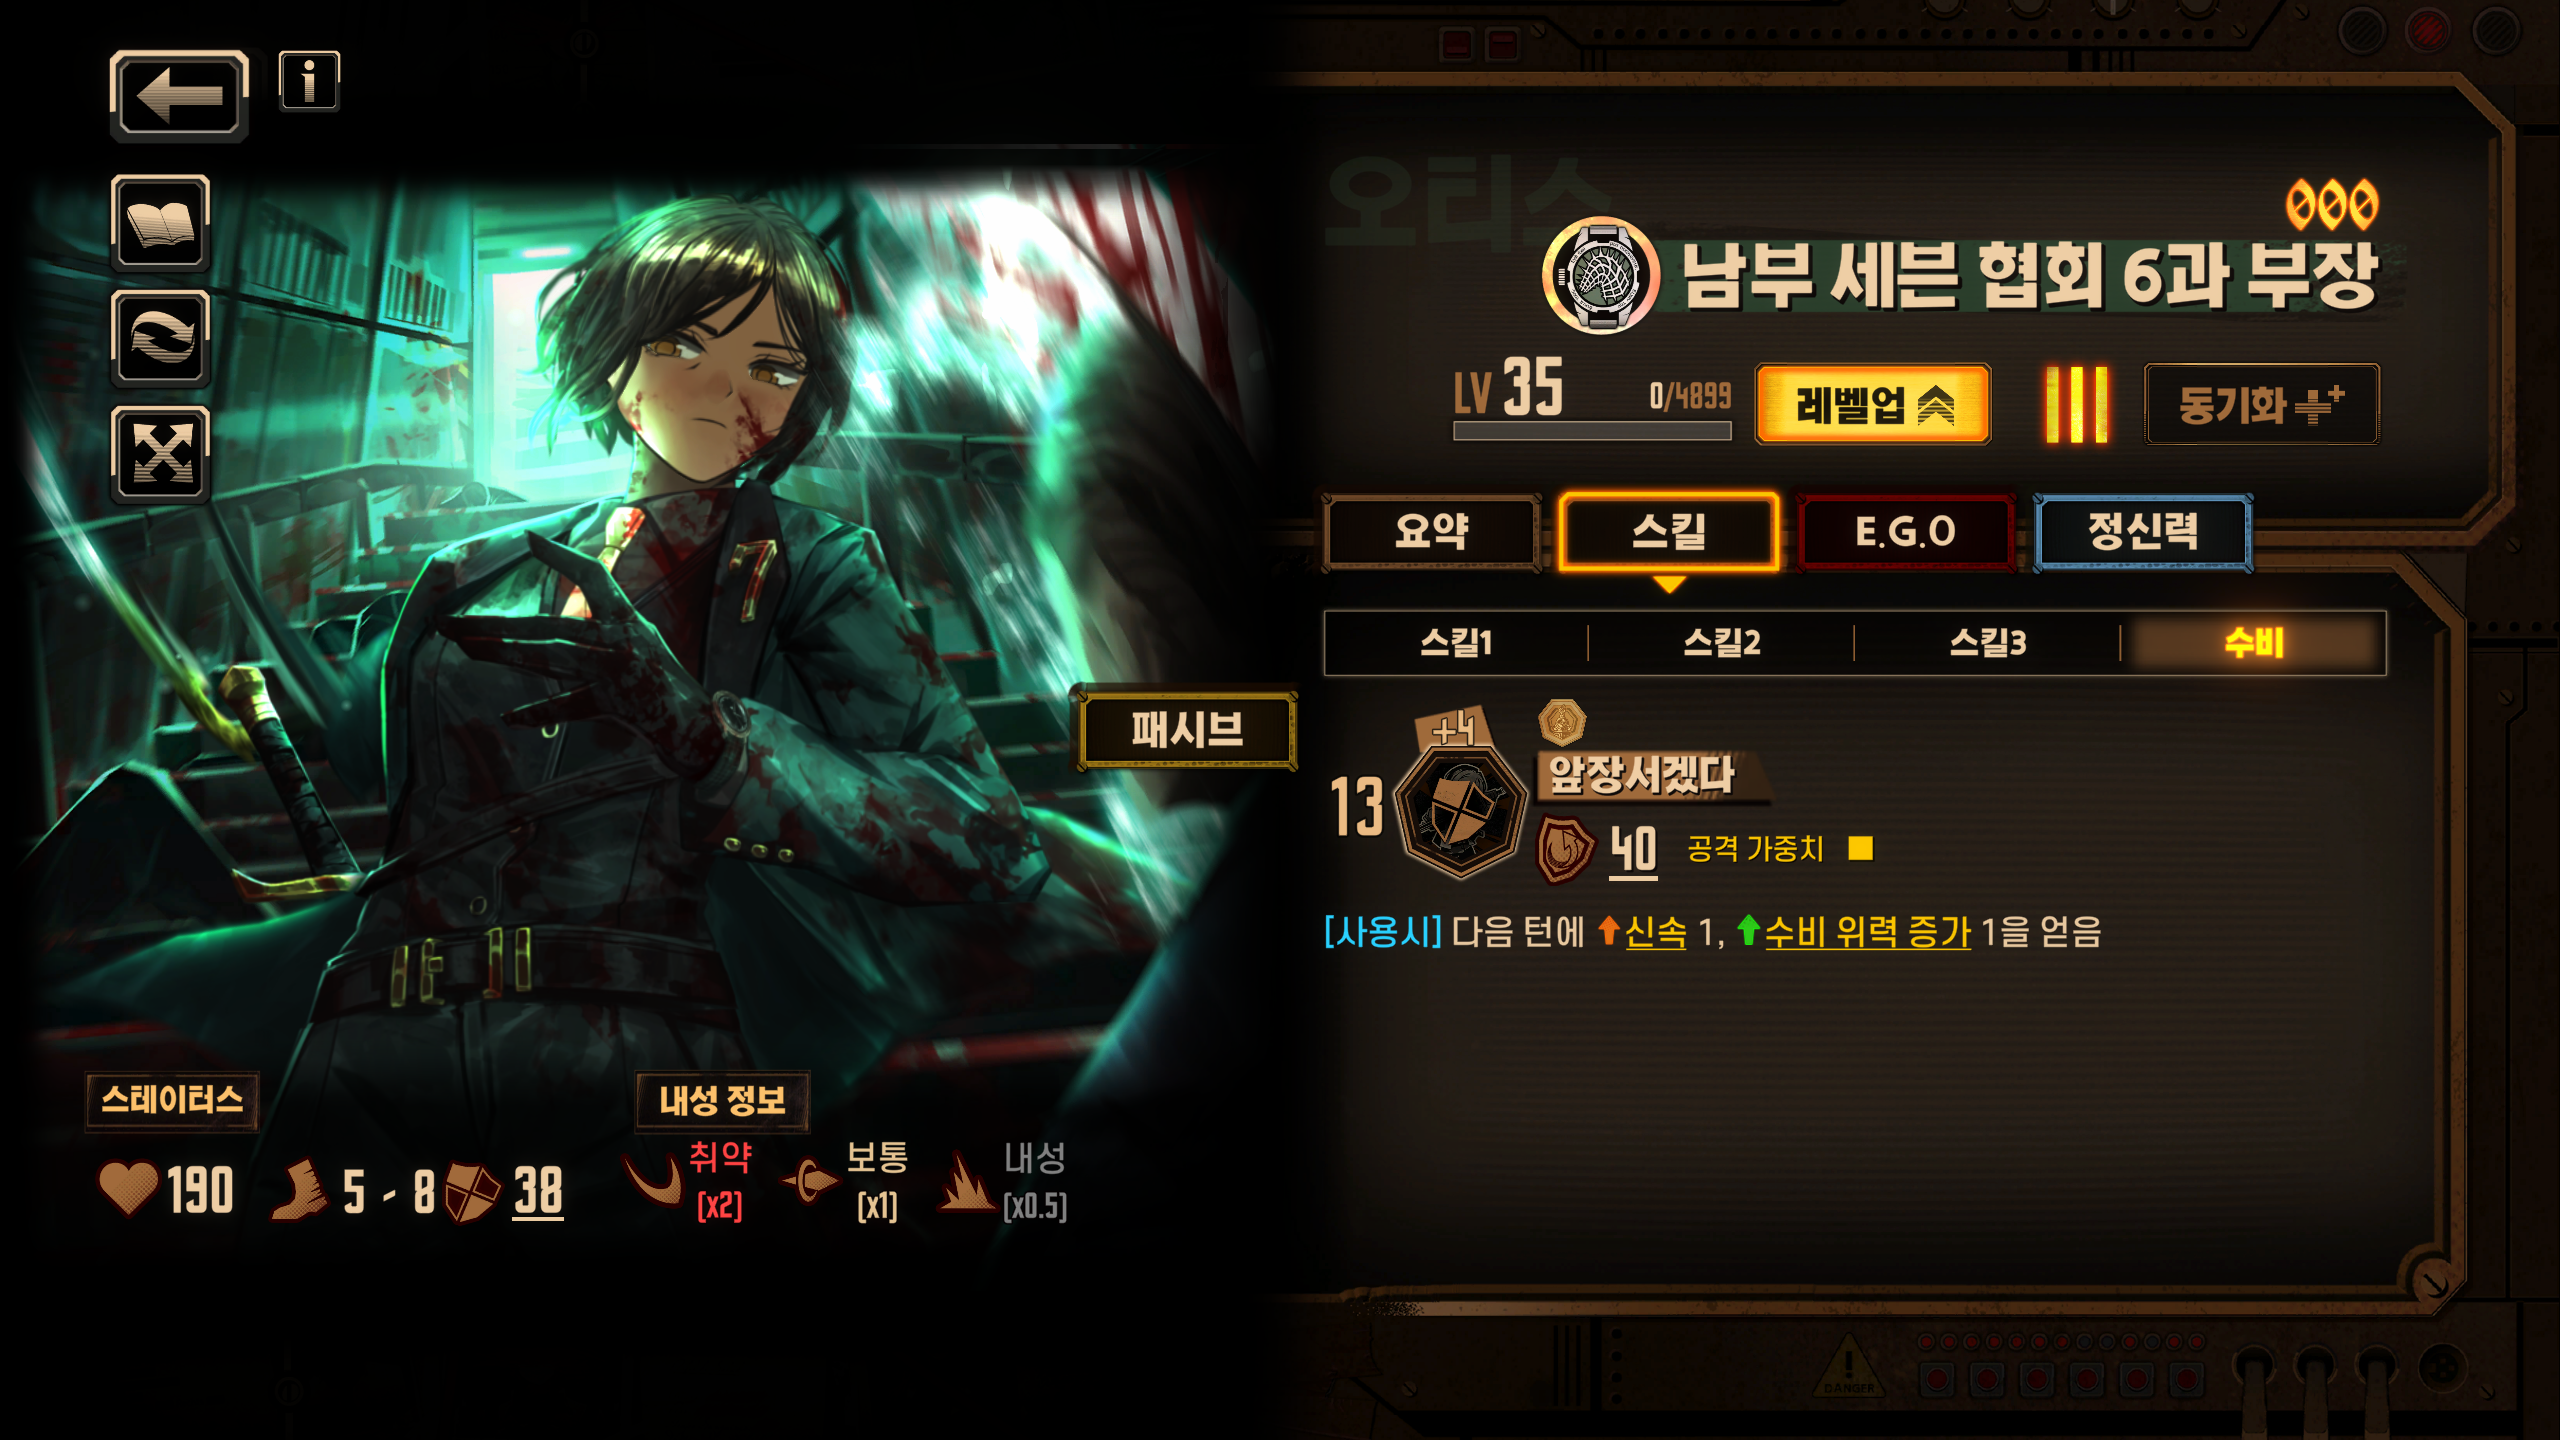 오티스
남부 세븐 협회 6과 부장
LV 35
0/4899
레벨업
동기화
요약
스킬
E.G.O
정신력
스킬1
스킬2
스킬3
수비
패시브
+4
13
앞장서겠다
40
공격 가중치
[사용시] 다음 턴에 신속 1, 수비 위력 증가 1을 얻음
7
스테이터스
190
5 - 8
38
내성 정보
취약
[x2]
보통
[x1]
내성
[x0.5]
DANGER